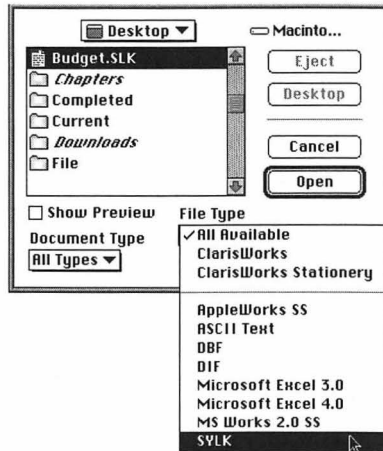 Desktop
Macinto...
Budget.SLK
Chapters
Completed
Current
Downloads
File
Eject
Desktop
Cancel
Open
Show Preview
File Type
Document Type
All Types
✓All Available
ClarisWorks
ClarisWorks Stationery
AppleWorks SS
ASCII Text
DBF
DIF
Microsoft Excel 3.0
Microsoft Excel 4.0
MS Works 2.0 SS
SYLK